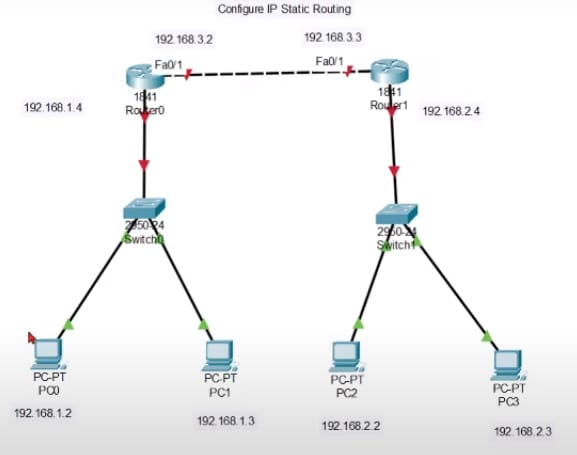 Configure IP Static Routing
192.168.3.2
192.168.3.3
Fa0/1
Fa0/1
1841
Router0
1841
Router1
192.168.1.4
192.168.2.4
2950-24
Switch0
2950-24
Switch1
PC-PT
PC0
PC-PT
PC1
PC-PT
PC2
PC-PT
PC3
192.168.1.2
192.168.1.3
192.168.2.2
192.168.2.3